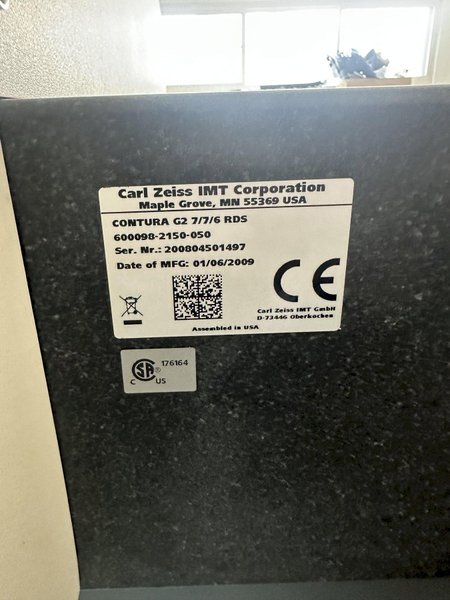 Carl Zeiss IMT Corporation
Maple Grove, MN 55369 USA
CONTURA G2 7/7/6 RDS
600098-2150-050
Ser. Nr.: 200804501497
Date of MFG: 01/06/2009
CE
Carl Zeiss IMT GmbH
D-73446 Oberkochen
Assembled in USA
CSA 176164
C US